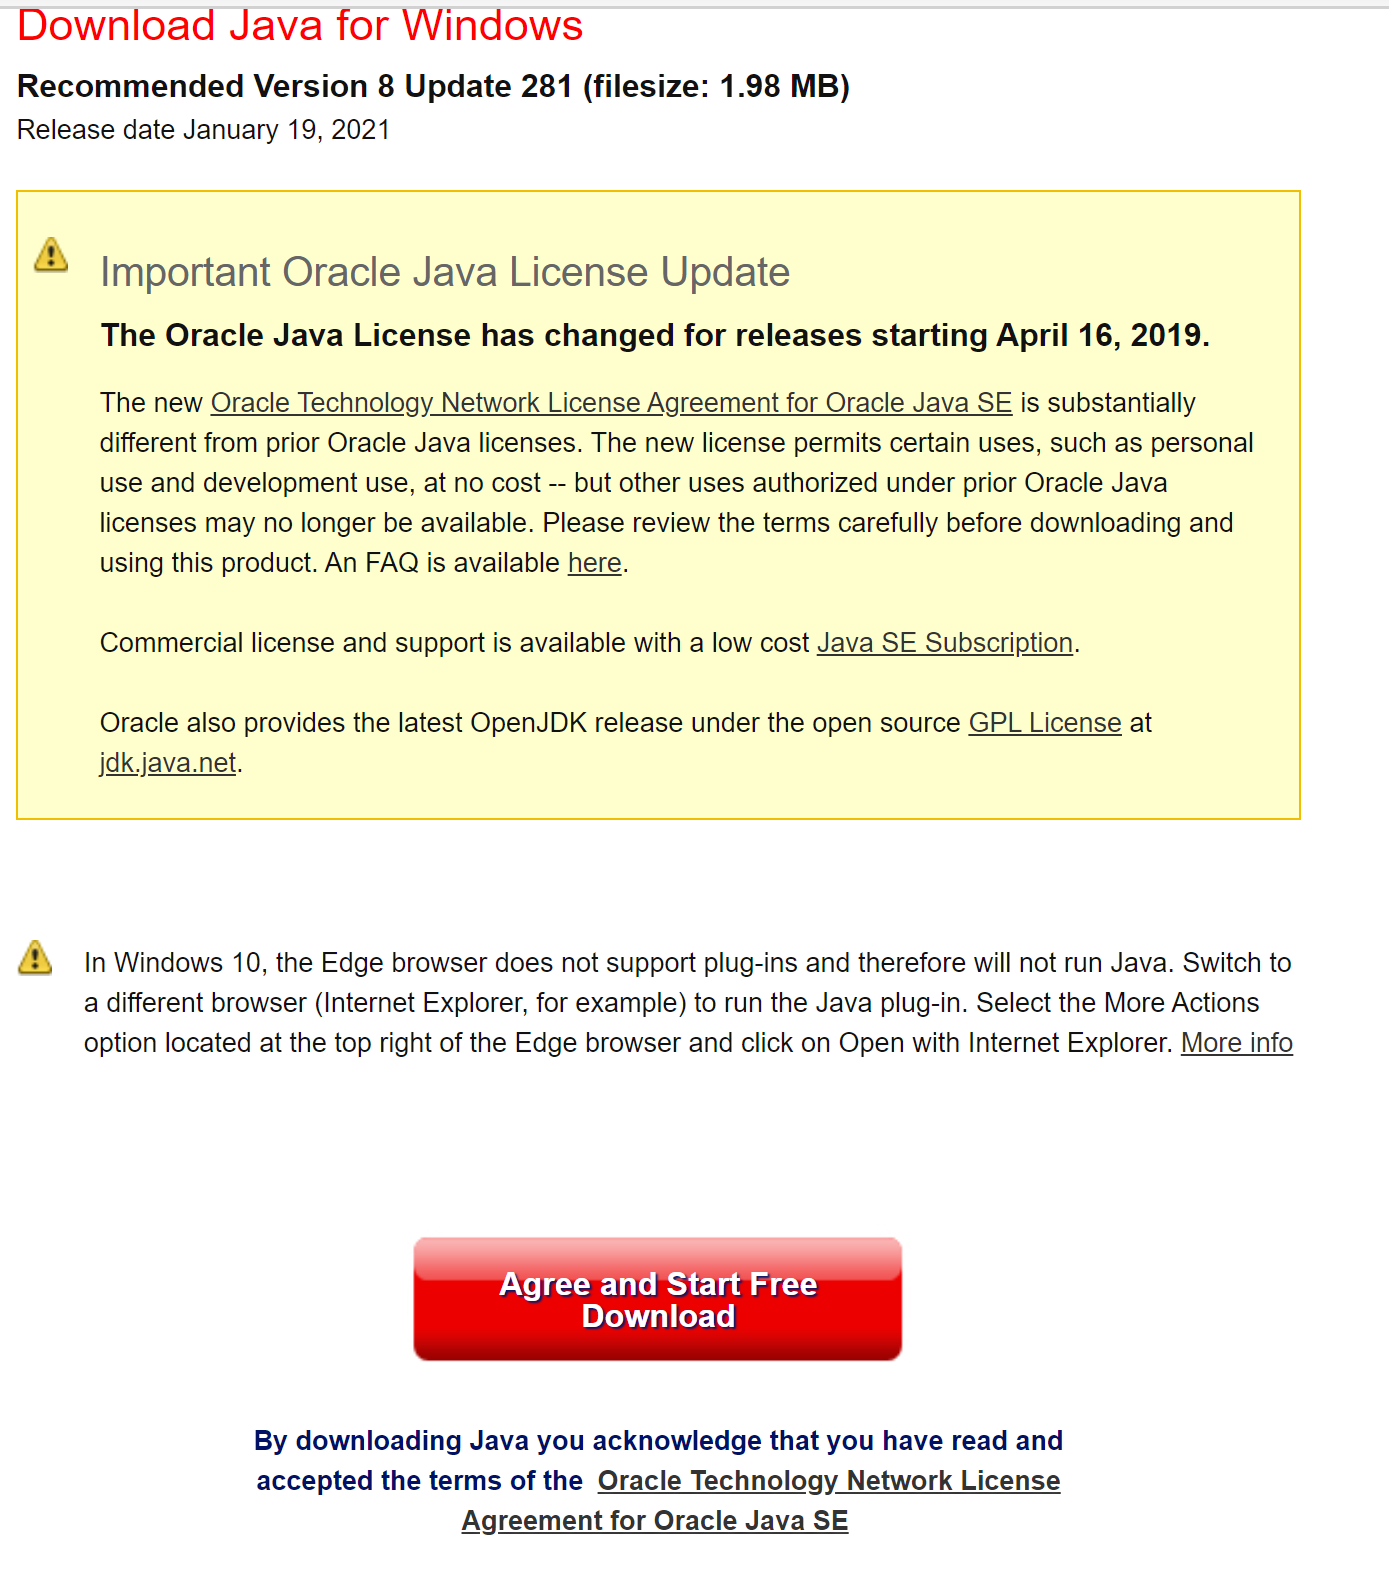 Download Java for Windows
Recommended Version 8 Update 281 (filesize: 1.98 MB)
Release date January 19, 2021
Important Oracle Java License Update
The Oracle Java License has changed for releases starting April 16, 2019.
The new Oracle Technology Network License Agreement for Oracle Java SE is substantially
different from prior Oracle Java licenses. The new license permits certain uses, such as personal
use and development use, at no cost -- but other uses authorized under prior Oracle Java
licenses may no longer be available. Please review the terms carefully before downloading and
using this product. An FAQ is available here.
Commercial license and support is available with a low cost Java SE Subscription.
Oracle also provides the latest OpenJDK release under the open source GPL License at
jdk.java.net.
In Windows 10, the Edge browser does not support plug-ins and therefore will not run Java. Switch to
a different browser (Internet Explorer, for example) to run the Java plug-in. Select the More Actions
option located at the top right of the Edge browser and click on Open with Internet Explorer. More info
Agree and Start Free
Download
By downloading Java you acknowledge that you have read and
accepted the terms of the Oracle Technology Network License
Agreement for Oracle Java SE